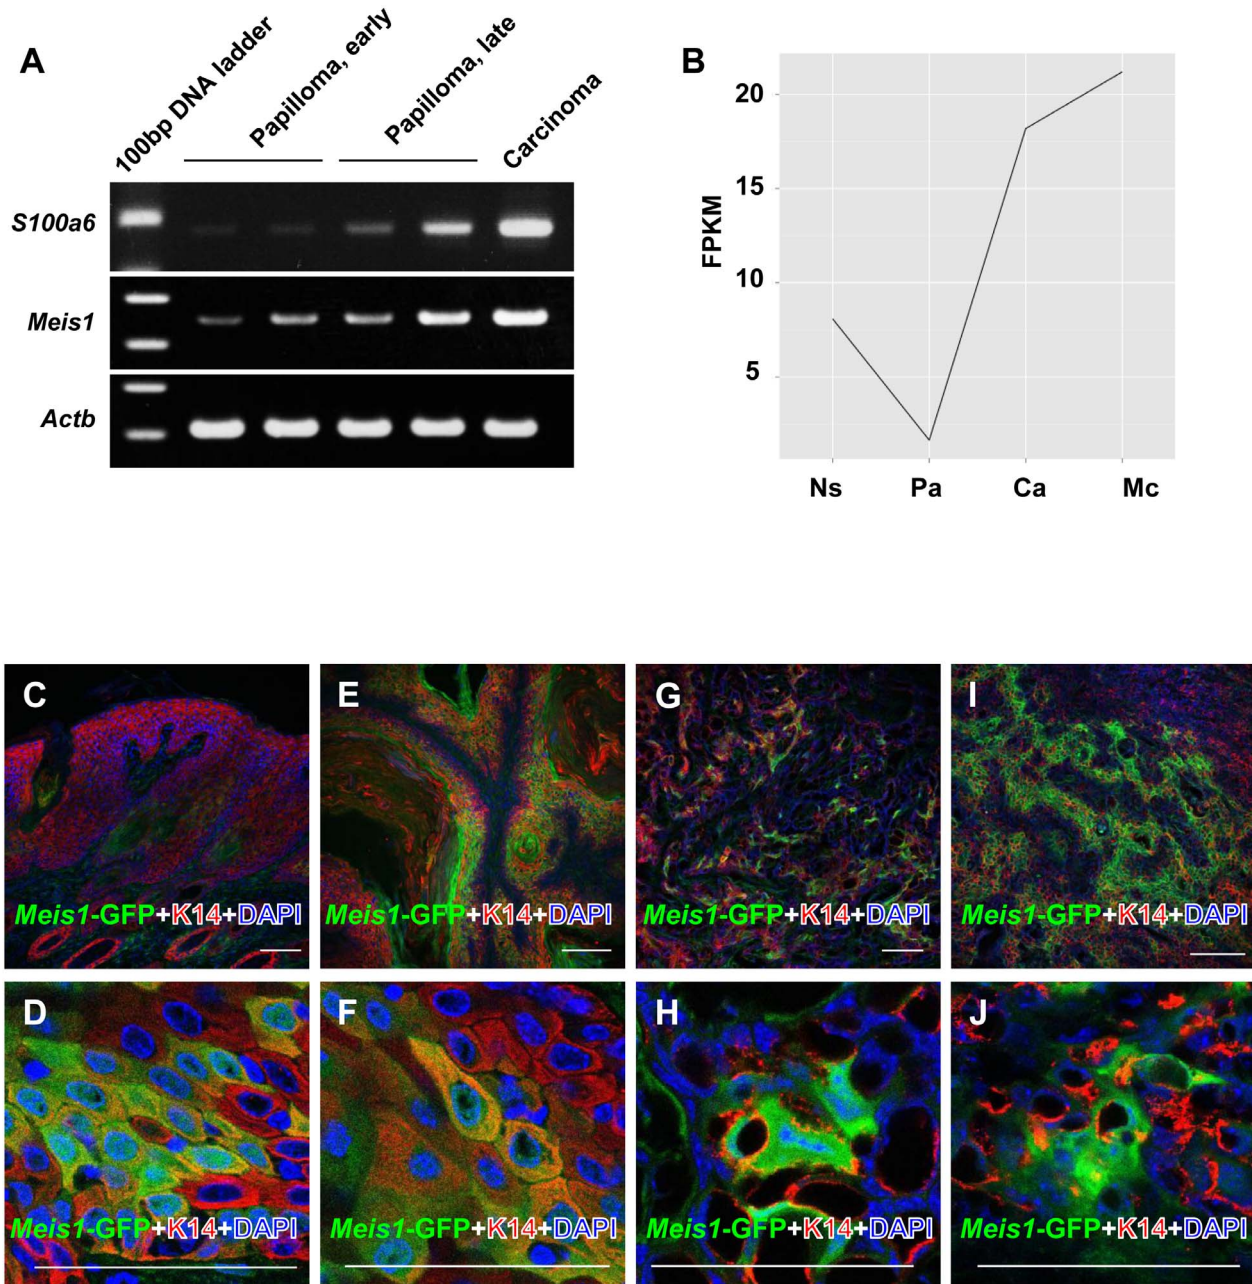 A
100bp DNA ladder
Papilloma, early
Papilloma, late
Carcinoma
S100a6
Meis1
Actb
B
20
15
10
5
FPKM
Ns Pa Ca Mc
C
Meis1-GFP+K14+DAPI
E
Meis1-GFP+K14+DAPI
G
Meis1-GFP+K14+DAPI
I
Meis1-GFP+K14+DAPI
D
Meis1-GFP+K14+DAPI
F
Meis1-GFP+K14+DAPI
H
Meis1-GFP+K14+DAPI
J
Meis1-GFP+K14+DAPI